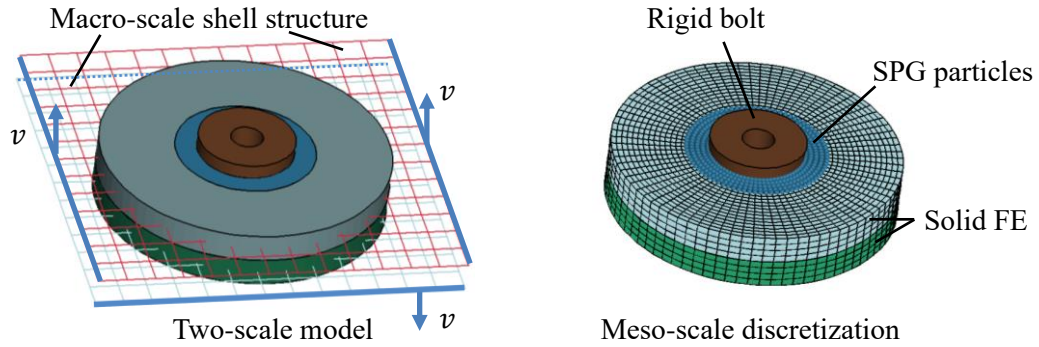 Macro-scale shell structure
Rigid bolt
SPG particles
v
v
Solid FE
v
Two-scale model
Meso-scale discretization